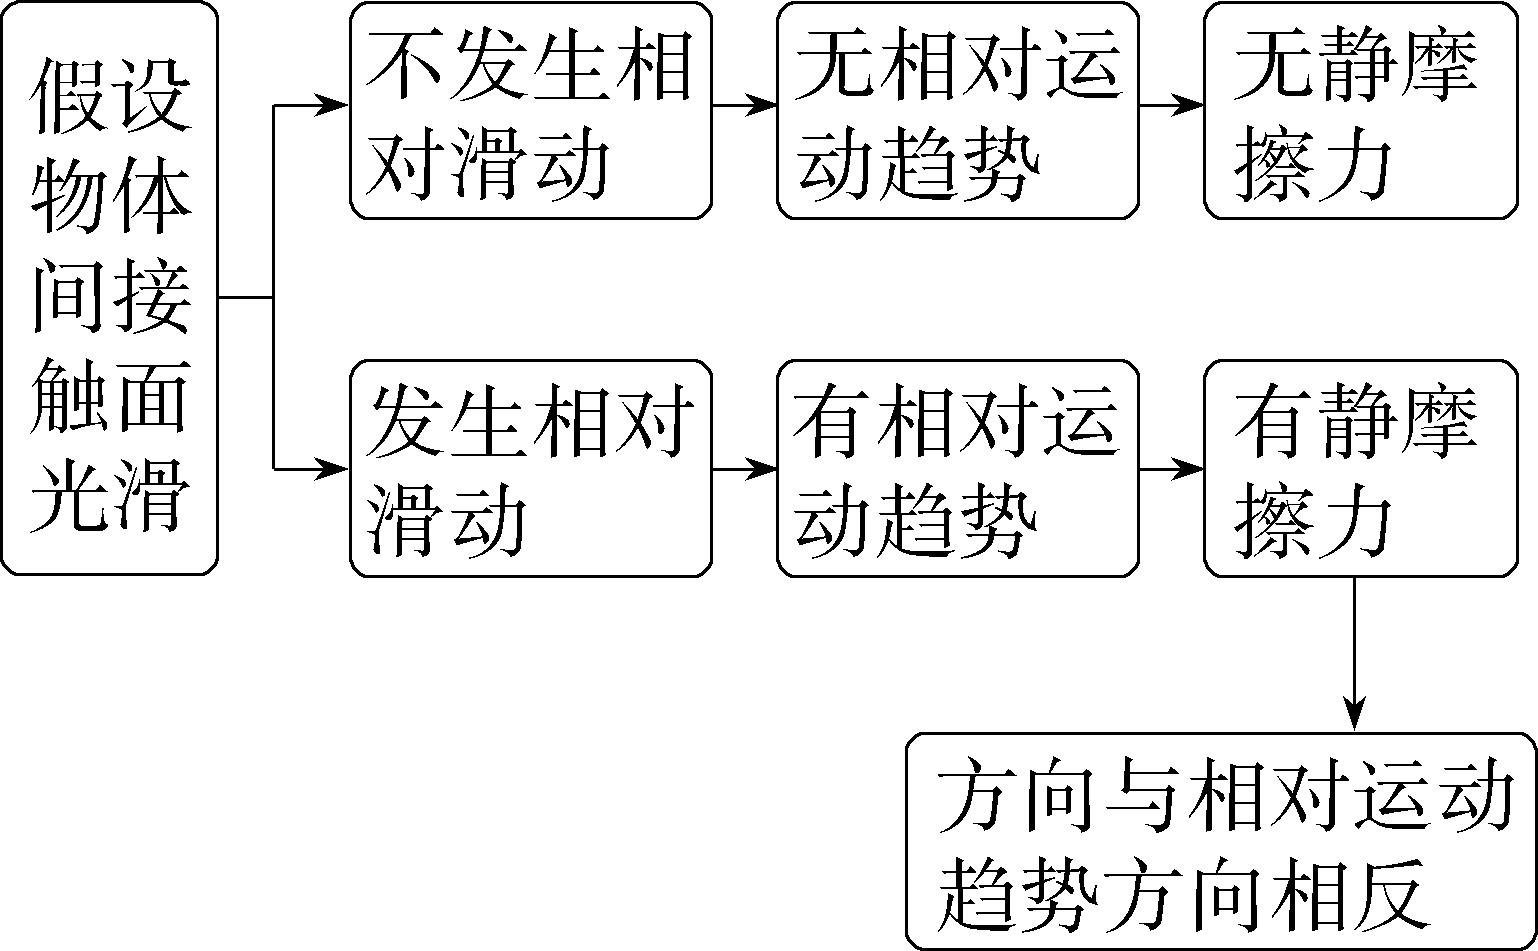 假设
物体
间接
触面
光滑
不发生相
对滑动
无相对运
动趋势
无静摩
擦力
发生相对
滑动
有相对运
动趋势
有静摩
擦力
方向与相对运动
趋势方向相反